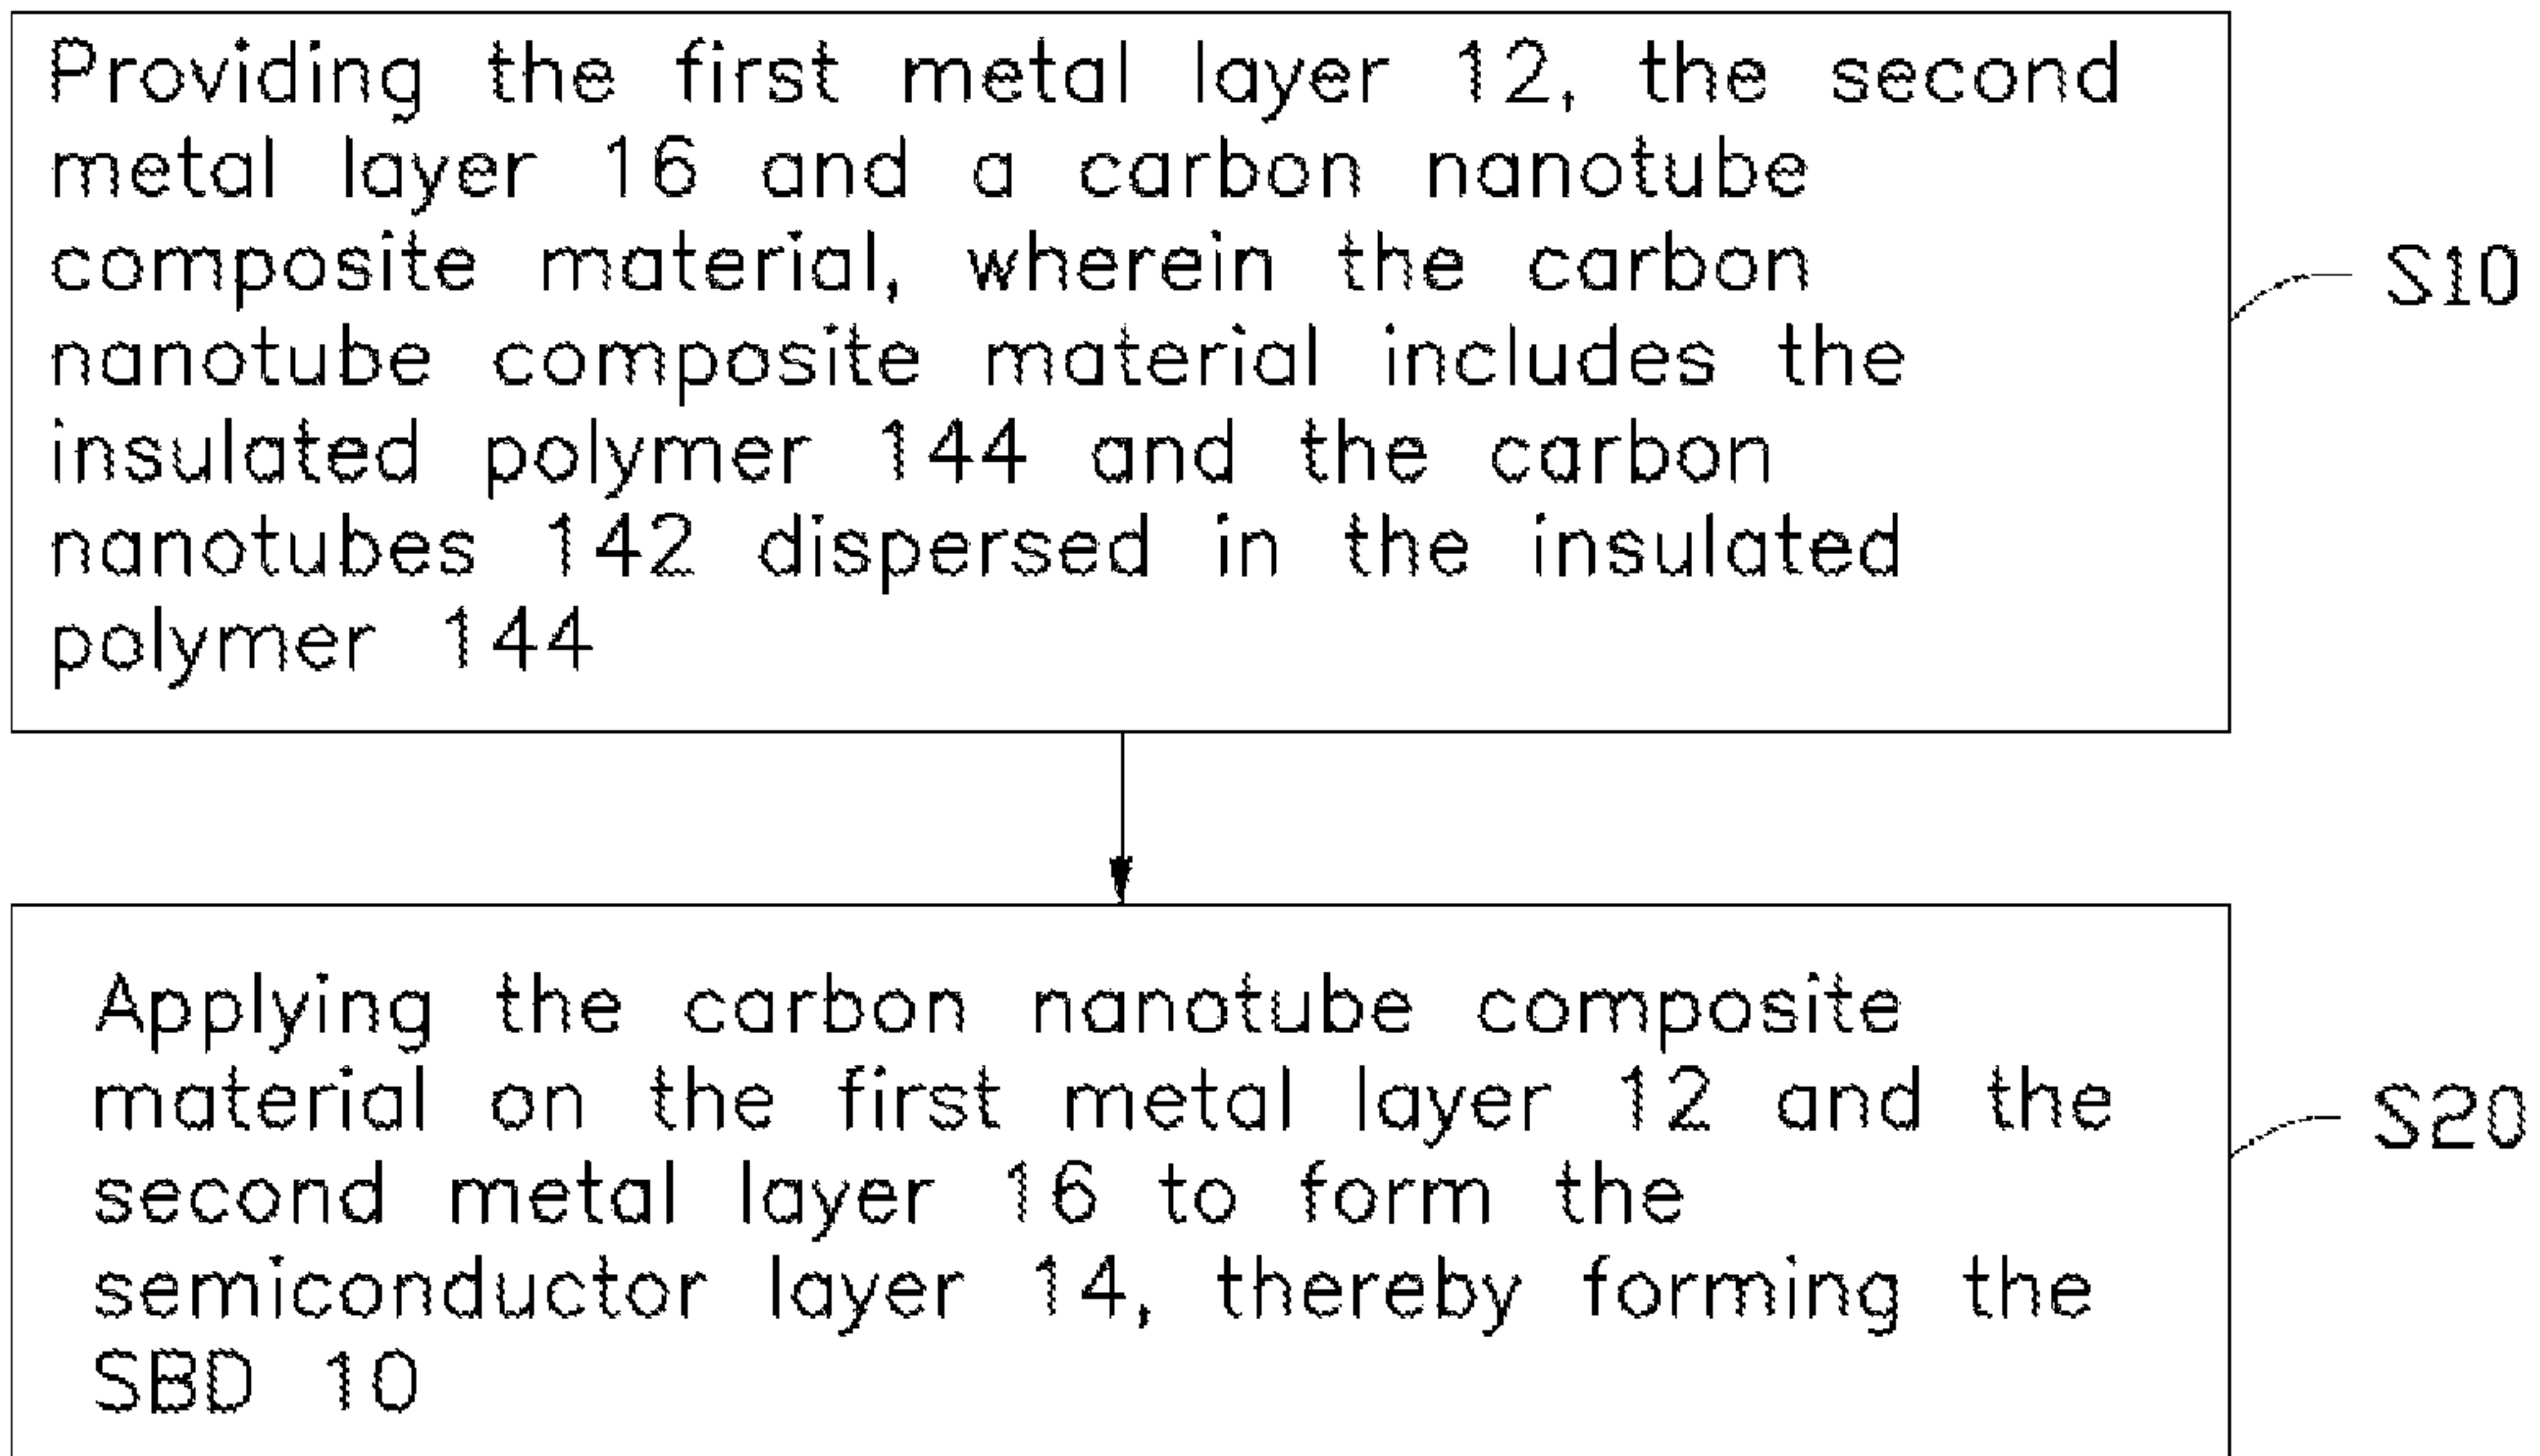 Providing the first metal layer 12, the second
metal layer 16 and a carbon nanotube
composite material, wherein the carbon
nanotube composite material includes the
insulated polymer 144 and the carbon
nanotubes 142 dispersed in the insulated
polymer 144
S10
Applying the carbon nanotube composite
material on the first metal layer 12 and the
second metal layer 16 to form the
semiconductor layer 14, thereby forming the
SBD 10
S20